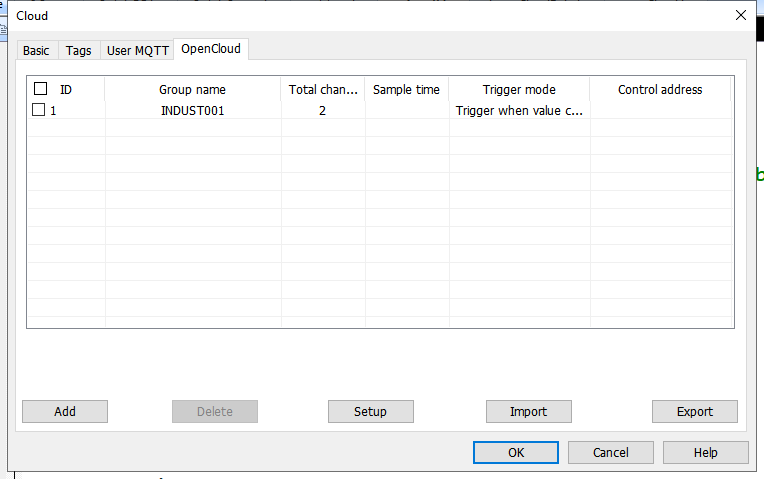 Cloud
Basic Tags User MQTT OpenCloud
ID Group name Total chan... Sample time Trigger mode Control address
1 INDUST001 2 Trigger when value c...
b
Add Delete Setup Import Export
OK Cancel Help